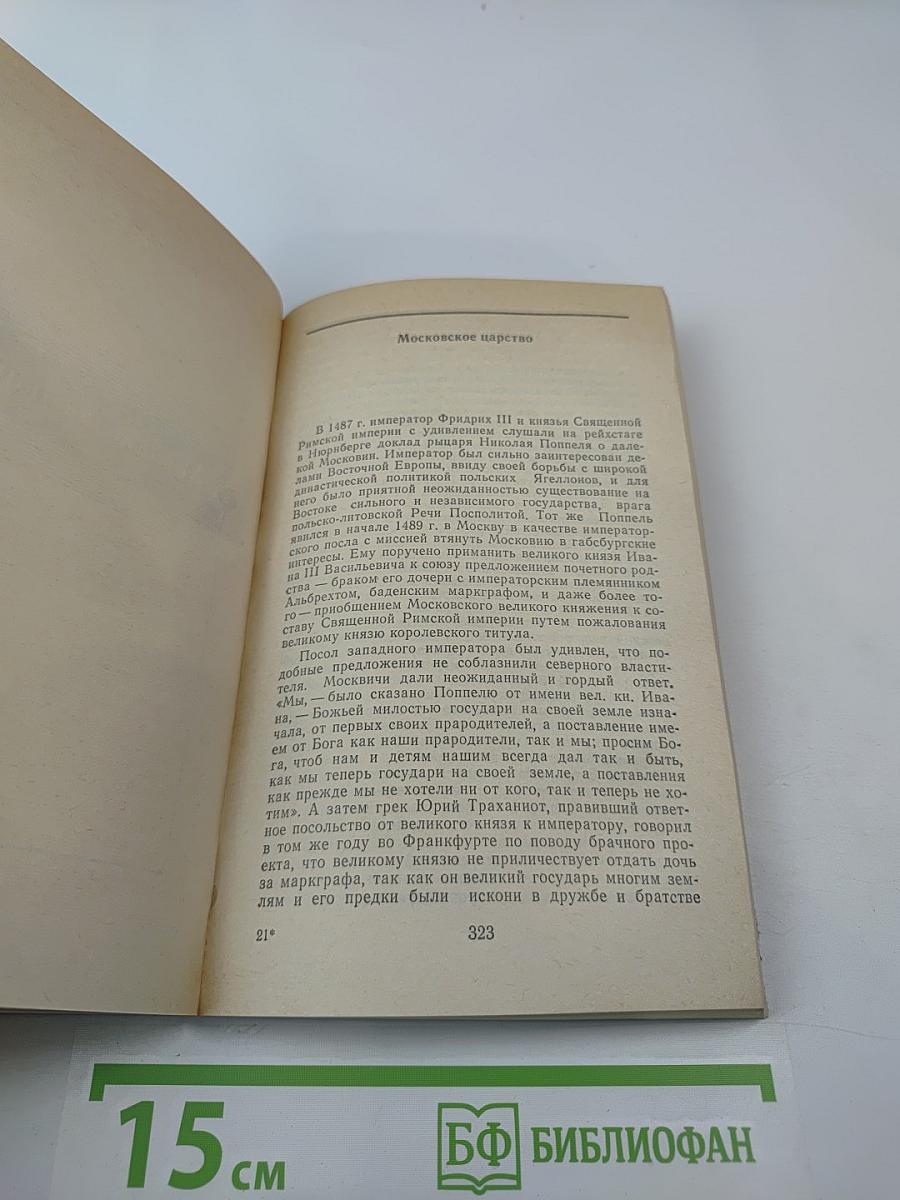 Московское царство
В 1487 г. император Фридрих III и князья Священной
Римской империи с удивлением слушали на рейхстаге
в Нюрнберге доклад рыцаря Николая Поппеля о дале-
кой Московии. Император был сильно заинтересован де-
лами Восточной Европы, ввиду своей борьбы с широкой
династической политикой польских Ягеллонов, и для
него было приятной неожиданностью существование на
Востоке сильного и независимого государства, врага
польско-литовской Речи Посполитой. Тот же Поппель
явился в начале 1489 г. в Москву в качестве император-
ского посла с миссией втянуть Московию в габсбургские
интересы. Ему поручено приманить великого князя Ива-
на III Васильевича к союзу предложением почетного род-
ства — браком его дочери с императорским племянником
Альбрехтом, баденским маркграфом, и даже более то-
го — приобщением Московского великого княжения к со-
ставу Священной Римской империи путем пожалования
великому князю королевского титула.
Посол западного императора был удивлен, что по-
добные предложения не соблазнили северного власти-
теля. Москвичи дали неожиданный и гордый ответ.
«Мы, — было сказано Поппелю от имени вел. кн. Ива-
на, — Божьей милостью государи на своей земле изна-
чала, от первых своих прародителей, а поставление име-
ем от Бога как наши прародители, так и мы; просим Бо-
га, чтоб нам и детям нашим всегда дал так и быть,
как мы теперь государи на своей земле, а поставления
как прежде мы не хотели ни от кого, так и теперь не хо-
тим». А затем грек Юрий Траханиот, правивший ответ-
ное посольство от великого князя к императору, говорил
в том же году во Франкфурте по поводу брачного про-
екта, что великому князю не приличествует отдать дочь
за маркграфа, так как он великий государь многим зем-
лям и его предки были искони в дружбе и братстве
21*
323
15 см
БФ БИБЛИОФАН